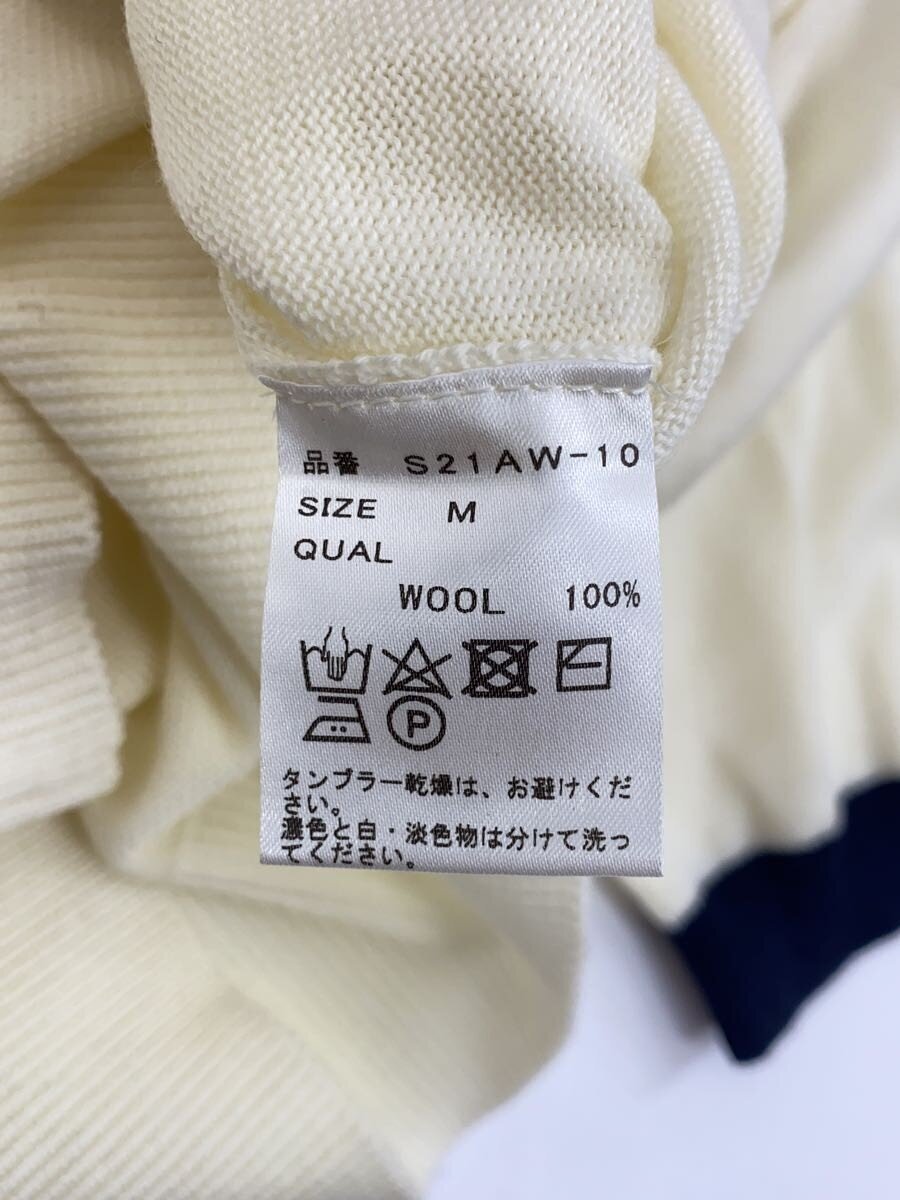 品番 S21AW-10
SIZE M
QUAL
WOOL 100%
P
タンブラー乾燥は、お避けくだ
さい。
濃色と白・淡色物は分けて洗っ
てください。